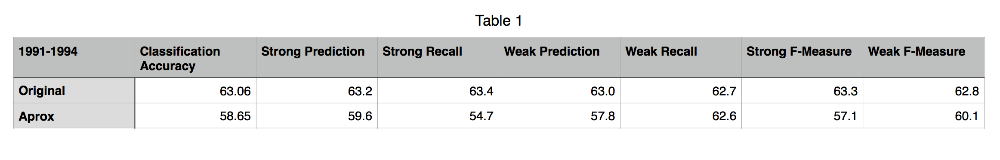 Table 1
1991-1994 Classification Accuracy Strong Prediction Strong Recall Weak Prediction Weak Recall Strong F-Measure Weak F-Measure
Original 63.06 63.2 63.4 63.0 62.7 63.3 62.8
Aprox 58.65 59.6 54.7 57.8 62.6 57.1 60.1